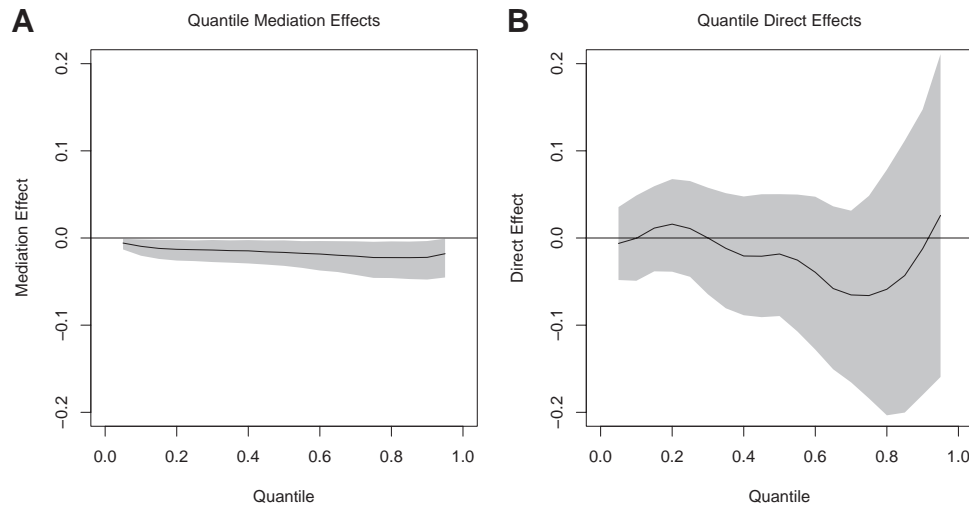 A
Quantile Mediation Effects
Mediation Effect
0.2
0.1
0.0
−0.1
−0.2
0.0 0.2 0.4 0.6 0.8 1.0
Quantile
B
Quantile Direct Effects
Direct Effect
0.2
0.1
0.0
−0.1
−0.2
0.0 0.2 0.4 0.6 0.8 1.0
Quantile